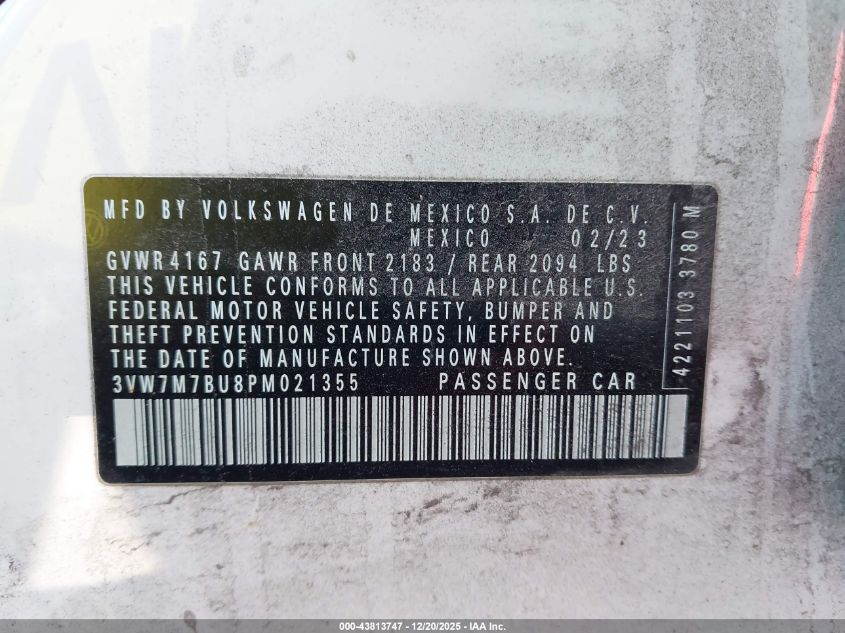 MFD BY VOLKSWAGEN DE MEXICO S.A. DE C.V.
MEXICO 02/23
GVWR 4167 GAWR FRONT 2183 / REAR 2094 LBS
THIS VEHICLE CONFORMS TO ALL APPLICABLE U.S.
FEDERAL MOTOR VEHICLE SAFETY, BUMPER AND
THEFT PREVENTION STANDARDS IN EFFECT ON
THE DATE OF MANUFACTURE SHOWN ABOVE.
3VW7M7BU8PM021355 PASSENGER CAR
4221103 3780 M
000-43813747 - 12/20/2025 - IAA Inc.